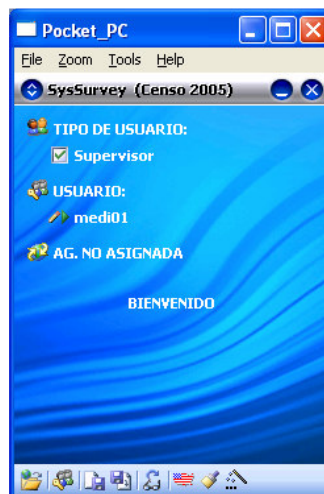 Pocket_PC
File Zoom Tools Help
SysSurvey (Censo 2005)
TIPO DE USUARIO:
Supervisor
USUARIO:
medi01
AG. NO ASIGNADA
BIENVENIDO